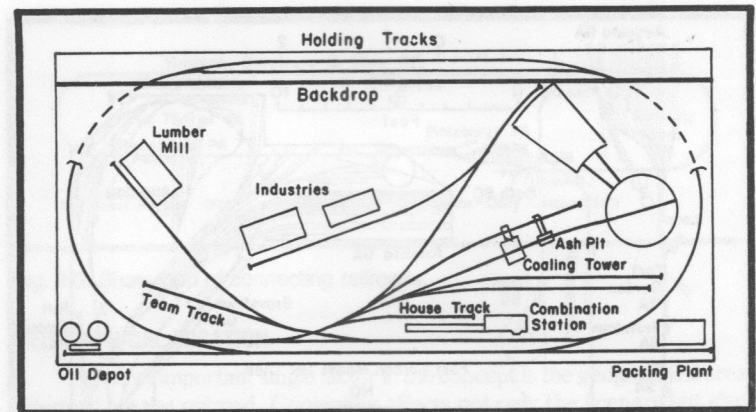 Holding Tracks
Backdrop
Lumber
Mill
Industries
Ash Pit
Coaling Tower
Team Track
House Track
Combination
Station
Oil Depot
Packing Plant